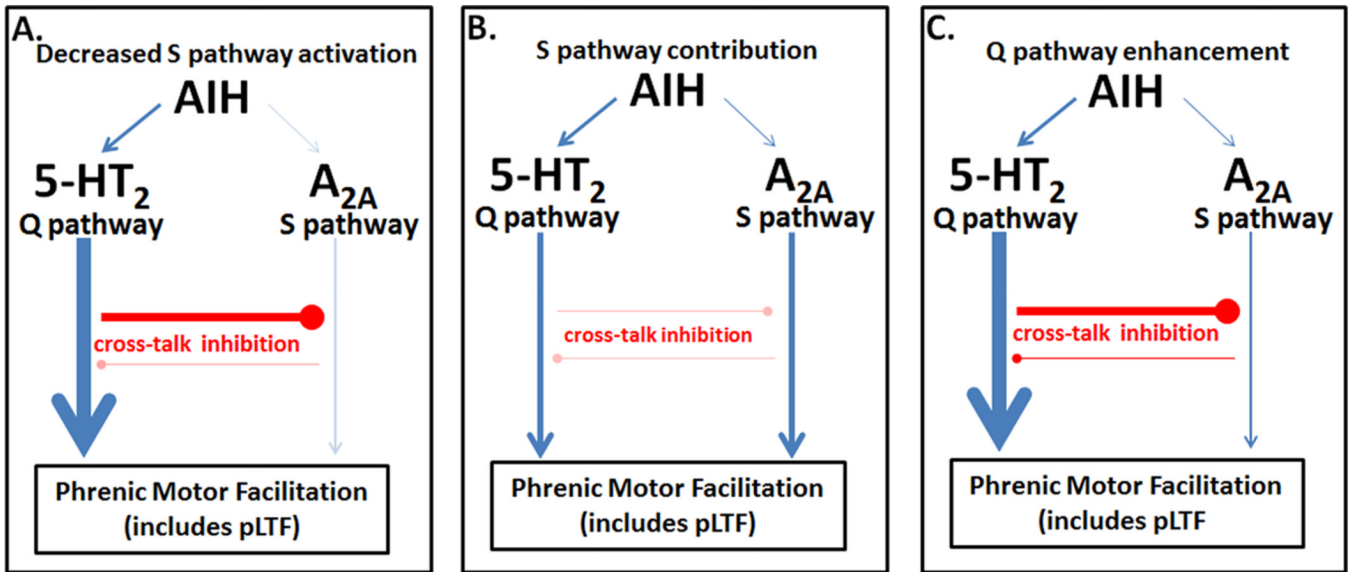 A.
Decreased S pathway activation
AIH
5-HT₂
Q pathway
A₂A
S pathway
cross-talk inhibition
Phrenic Motor Facilitation
(includes pLTF)
B.
S pathway contribution
AIH
5-HT₂
Q pathway
A₂A
S pathway
cross-talk inhibition
Phrenic Motor Facilitation
(includes pLTF)
C.
Q pathway enhancement
AIH
5-HT₂
Q pathway
A₂A
S pathway
cross-talk inhibition
Phrenic Motor Facilitation
(includes pLTF